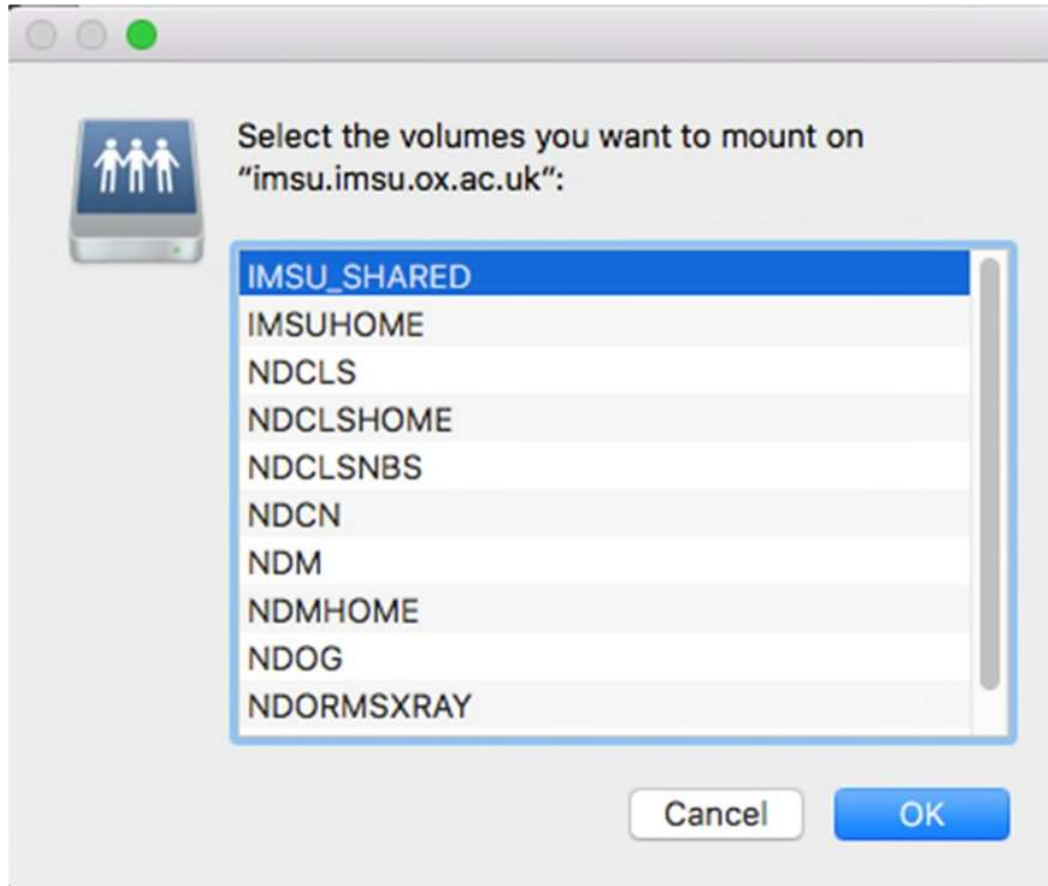 Select the volumes you want to mount on
“imsu.imsu.ox.ac.uk”:
IMSU_SHARED
IMSUHOME
NDCLS
NDCLSHOME
NDCLSNBS
NDCN
NDM
NDMHOME
NDOG
NDORMSXRAY
Cancel
OK